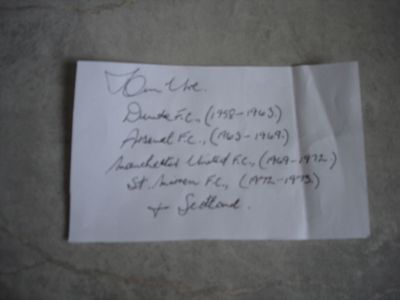 Ian Ure.
Dundee F.C., (1958-1963.)
Arsenal F.C., (1963-1969.)
Manchester United F.C., (1969-1972.)
St. Mirren F.C., (1972-1973.)
+ Scotland.